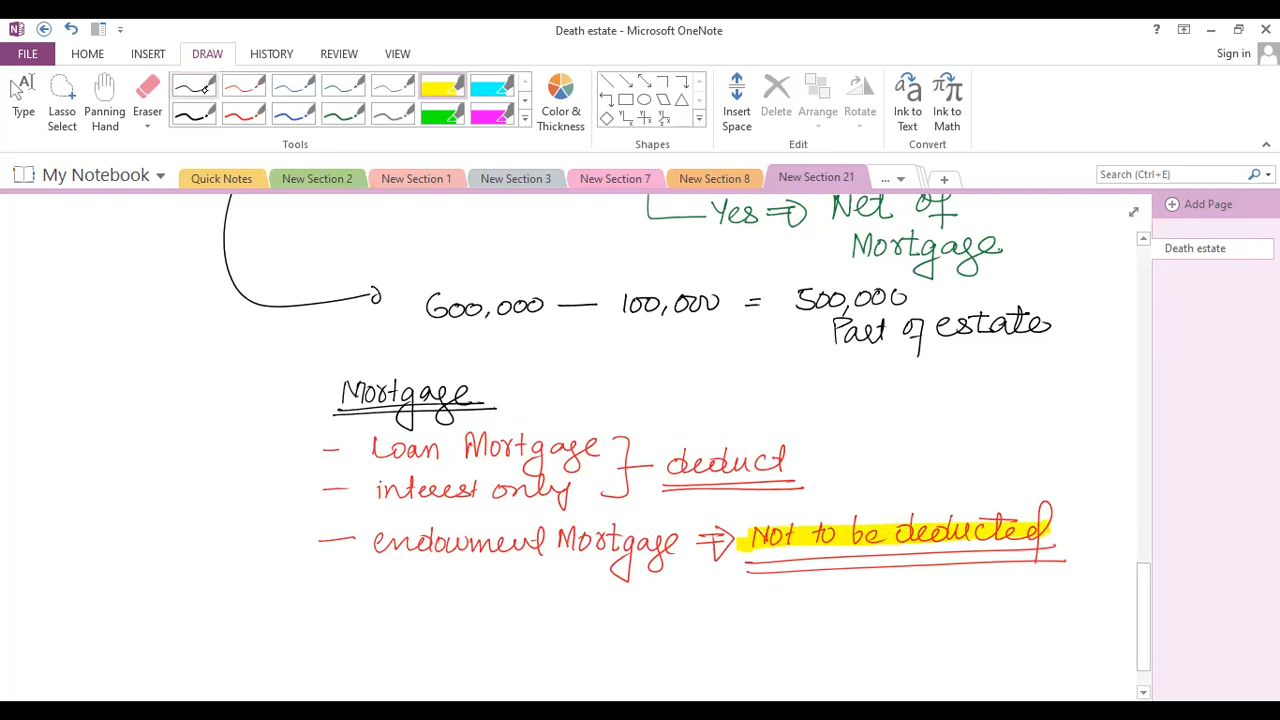 Death estate - Microsoft OneNote
Sign in
FILE HOME INSERT DRAW HISTORY REVIEW VIEW
Type Lasso Select Panning Hand Eraser Color & Thickness Insert Space Delete Arrange Rotate Ink to Text Ink to Math
Tools Shapes Edit Convert
My Notebook Quick Notes New Section 2 New Section 1 New Section 3 New Section 7 New Section 8 New Section 21 ... Search (Ctrl+E)
Add Page
Death estate
Yes ⇒ Net of
Mortgage
600,000 — 100,000 = 500,000
Part of estate
Mortgage
- Loan Mortgage
- interest only
deduct
- endowment Mortgage ⇒ Not to be deducted